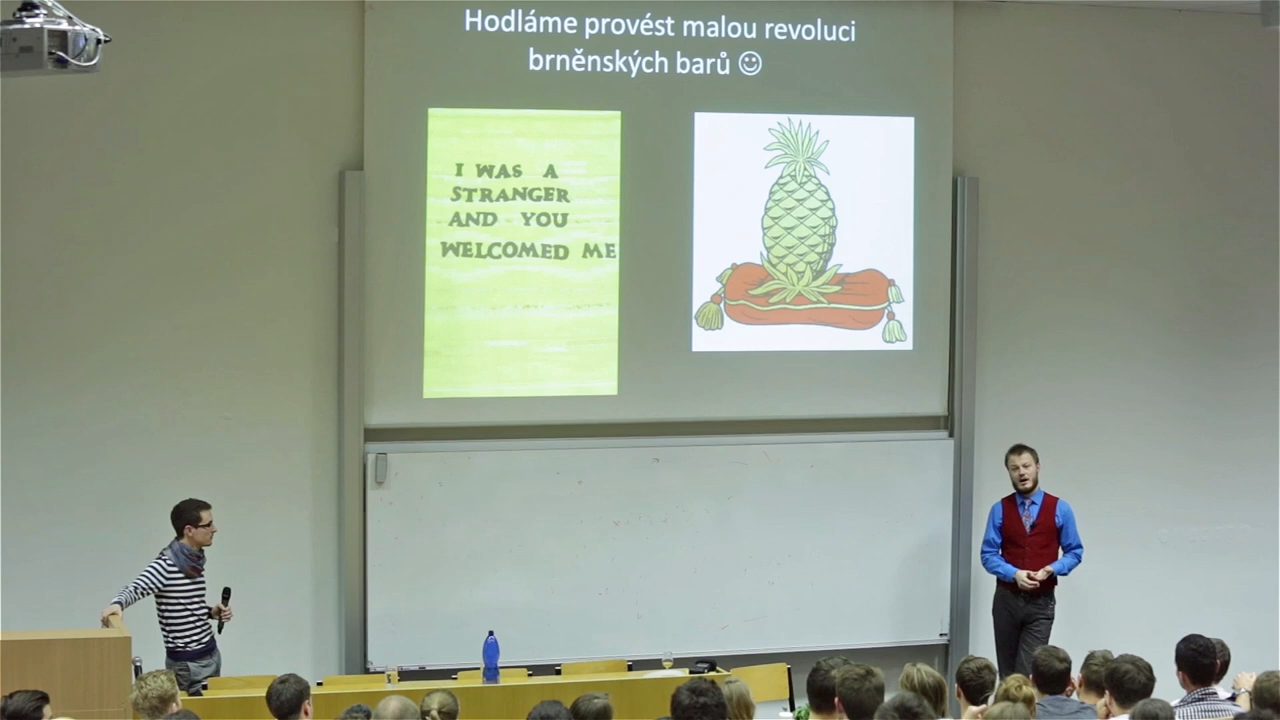 Hodláme provést malou revoluci
brněnských barů ☺
I WAS A
STRANGER
AND YOU
WELCOMED ME